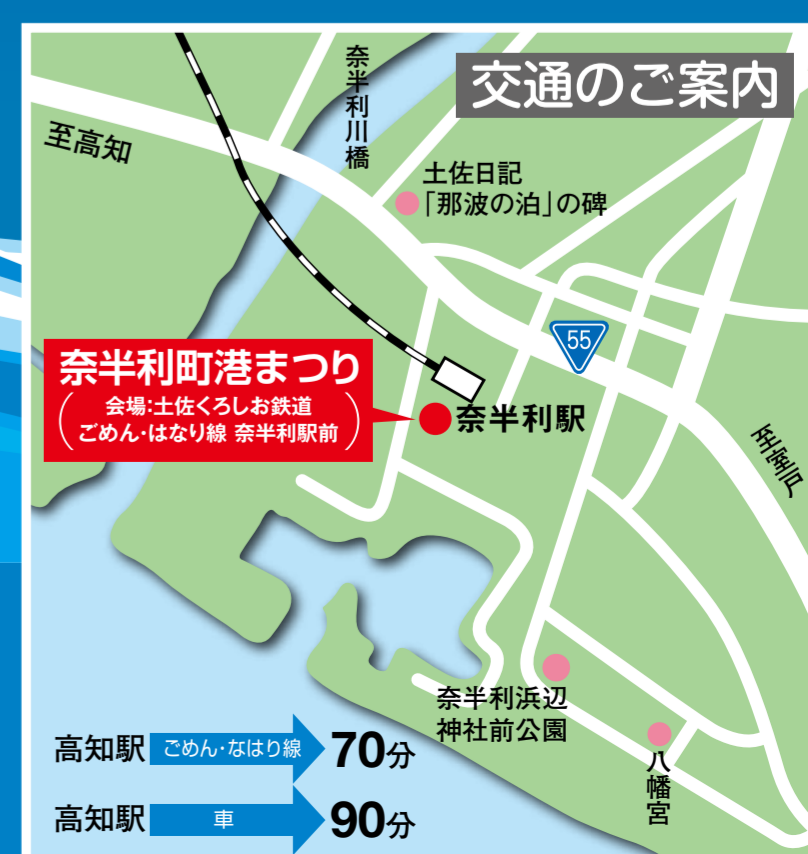 交通のご案内
奈半利川橋
至高知
土佐日記
「那波の泊」の碑
55
奈半利町港まつり
会場:土佐くろしお鉄道
ごめん・はなり線 奈半利駅前
奈半利駅
至室戸
奈半利浜辺
神社前公園
八幡宮
高知駅 ごめん・なはり線 70分
高知駅 車 90分